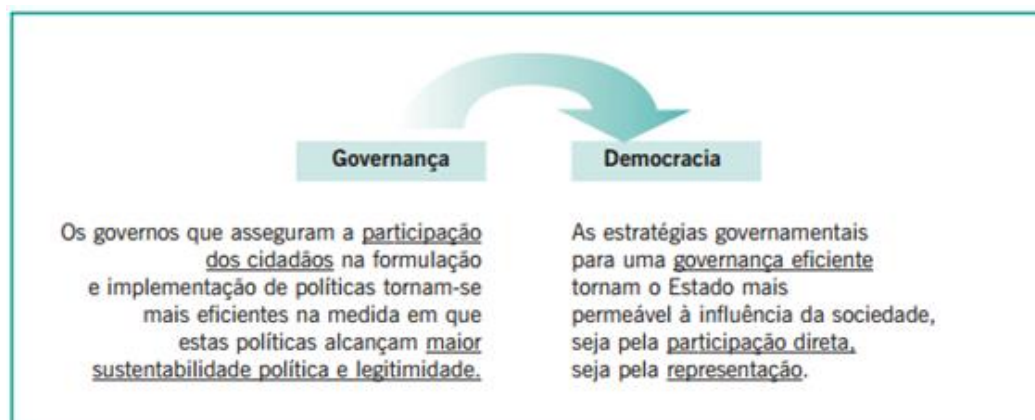 Governança
Democracia
Os governos que asseguram a participação
dos cidadãos na formulação
e implementação de políticas tornam-se
mais eficientes na medida em que
estas políticas alcançam maior
sustentabilidade política e legitimidade.
As estratégias governamentais
para uma governança eficiente
tornam o Estado mais
permeável à influência da sociedade,
seja pela participação direta,
seja pela representação.